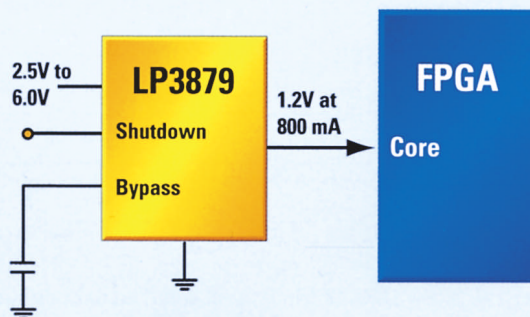 2.5V to
6.0V
LP3879
Shutdown
Bypass
1.2V at
800 mA
FPGA
Core